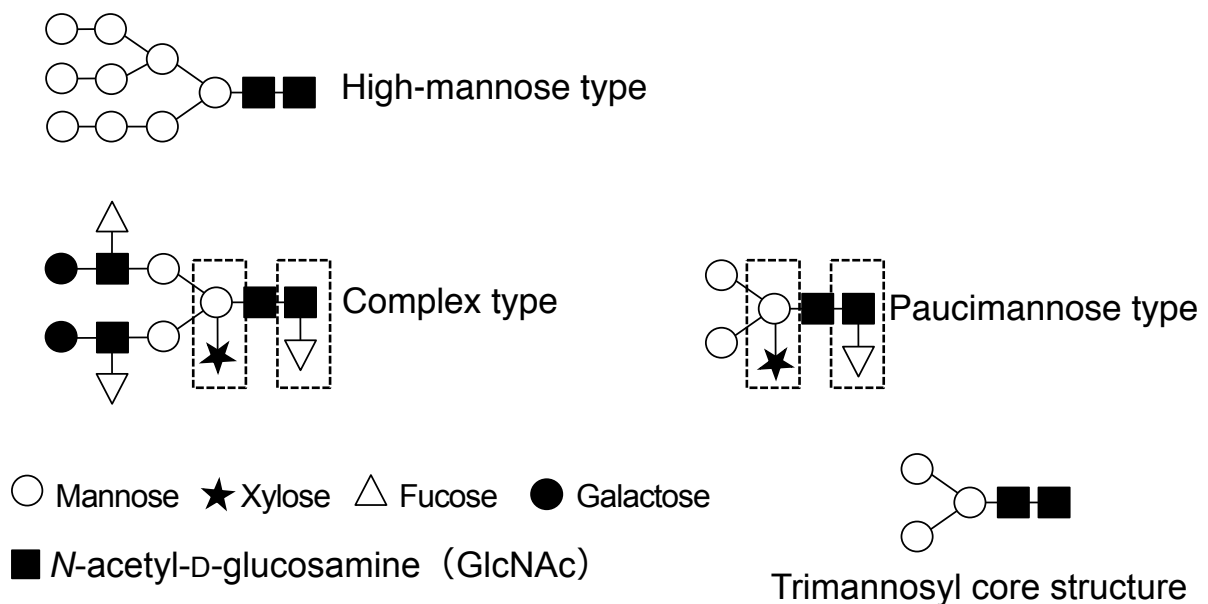 High-mannose type
Complex type
Paucimannose type
Mannose Xylose Fucose Galactose
N-acetyl-D-glucosamine（GlcNAc）
Trimannosyl core structure